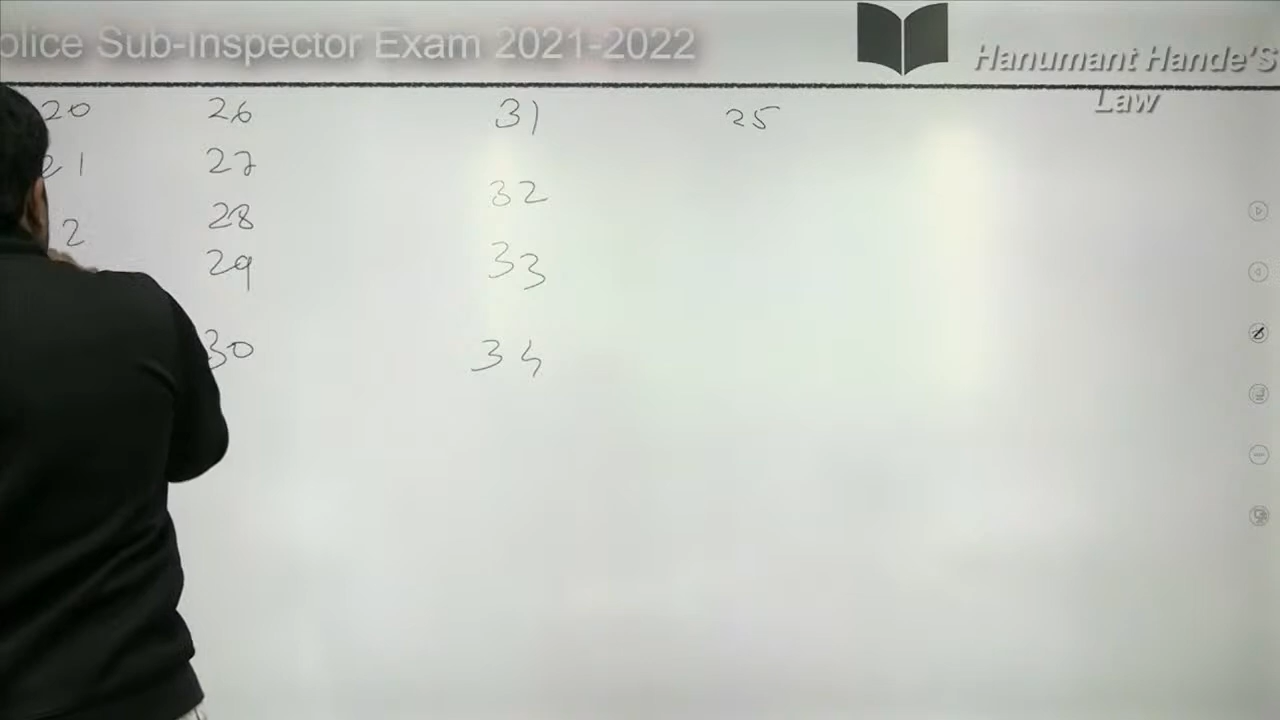 olice Sub-Inspector Exam 2021-2022
Hanumant Hande'S
Law
20 26 31 25
21 27 32
2 28 33
29
30 34